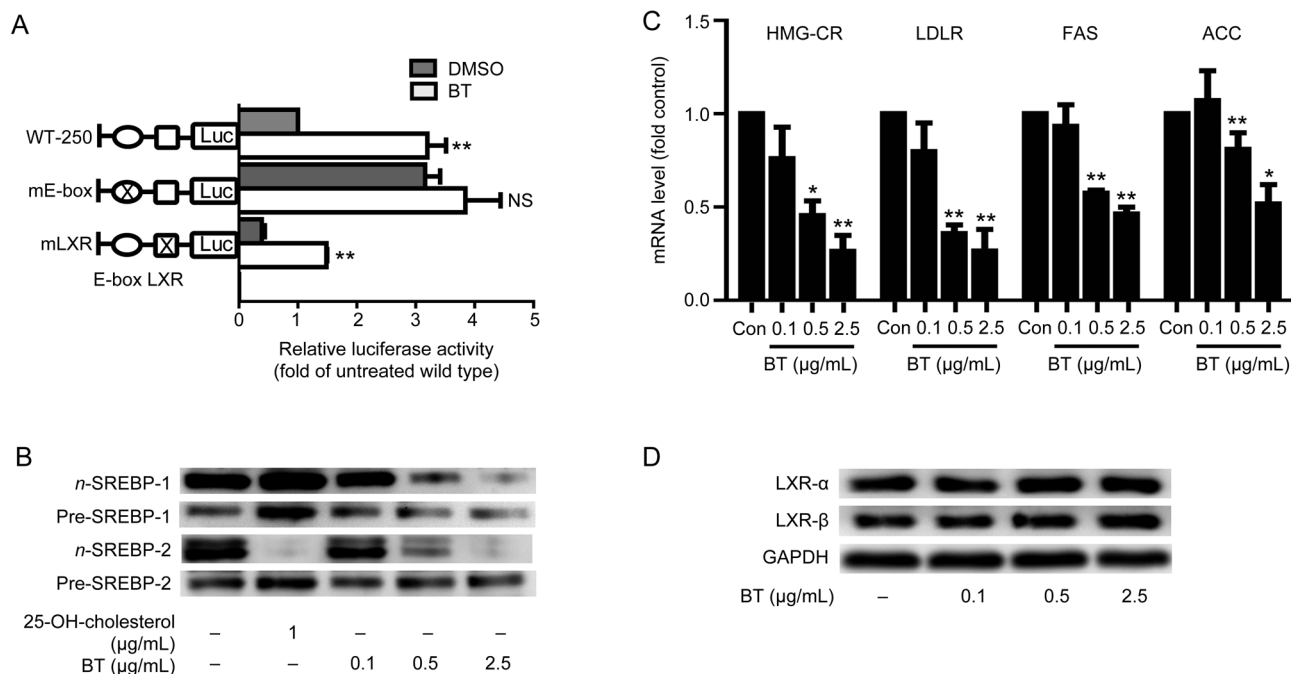 A
DMSO
BT
WT-250
Luc
**
mE-box
X
Luc
NS
mLXR
X
Luc
**
E-box LXR
0 1 2 3 4 5
Relative luciferase activity
(fold of untreated wild type)
B
n-SREBP-1
Pre-SREBP-1
n-SREBP-2
Pre-SREBP-2
25-OH-cholesterol
(µg/mL)
– 1 – – –
BT (µg/mL)
– – 0.1 0.5 2.5
C
mRNA level (fold control)
1.5
1.0
0.5
0.0
HMG-CR LDLR FAS ACC
* ** ** ** ** ** ** *
Con 0.1 0.5 2.5 Con 0.1 0.5 2.5 Con 0.1 0.5 2.5 Con 0.1 0.5 2.5
BT (µg/mL) BT (µg/mL) BT (µg/mL) BT (µg/mL)
D
LXR-α
LXR-β
GAPDH
BT (µg/mL) – 0.1 0.5 2.5